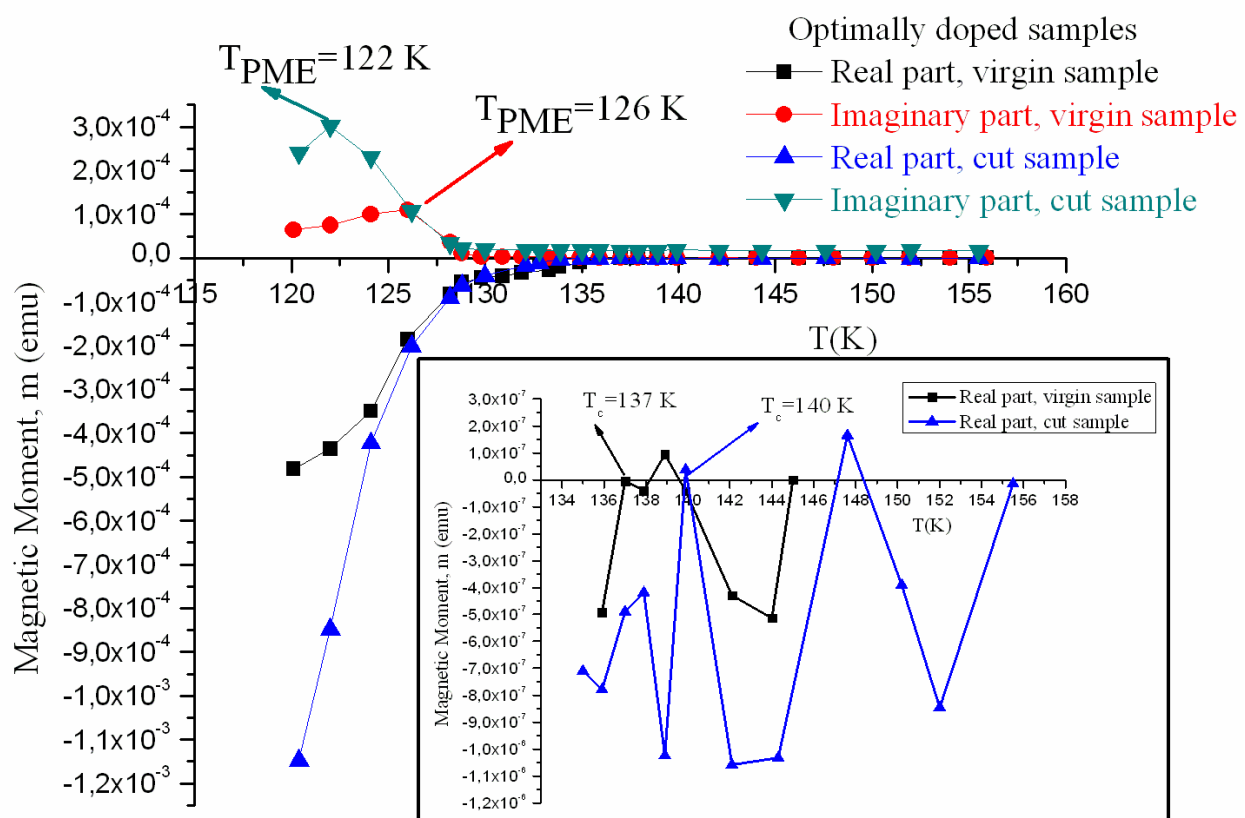 Optimally doped samples
Real part, virgin sample
Imaginary part, virgin sample
Real part, cut sample
Imaginary part, cut sample
TPME=122 K
TPME=126 K
3,0x10-4
2,0x10-4
1,0x10-4
0,0
-1,0x10-4
-2,0x10-4
-3,0x10-4
-4,0x10-4
-5,0x10-4
-6,0x10-4
-7,0x10-4
-8,0x10-4
-9,0x10-4
-1,0x10-3
-1,1x10-3
-1,2x10-3
Magnetic Moment, m (emu)
115 120 125 130 135 140 145 150 155 160
T(K)
Tc=137 K
Tc=140 K
Real part, virgin sample
Real part, cut sample
3,0x10-7
2,0x10-7
1,0x10-7
0,0
-1,0x10-7
-2,0x10-7
-3,0x10-7
-4,0x10-7
-5,0x10-7
-6,0x10-7
-7,0x10-7
-8,0x10-7
-9,0x10-7
-1,0x10-6
-1,1x10-6
-1,2x10-6
Magnetic Moment, m (emu)
134 136 138 140 142 144 146 148 150 152 154 156 158
T(K)